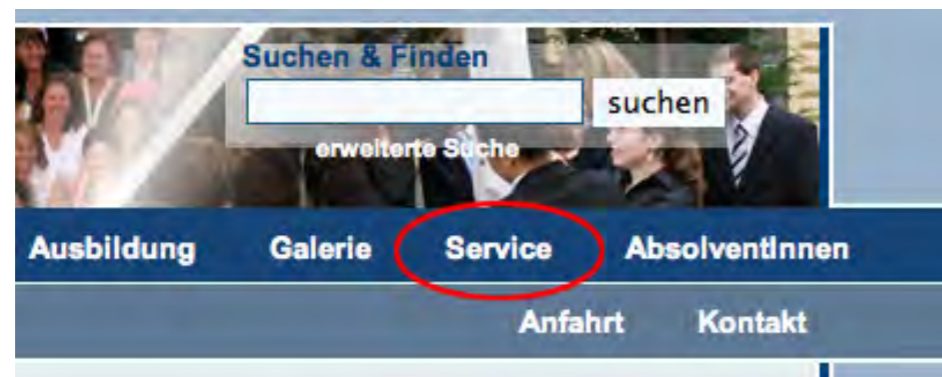 Suchen & Finden
suchen
erweiterte Suche
Ausbildung Galerie Service AbsolventInnen
Anfahrt Kontakt